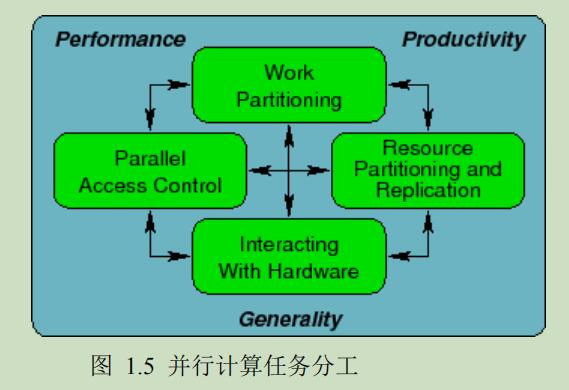 Performance
Productivity
Work
Partitioning
Parallel
Access Control
Resource
Partitioning and
Replication
Interacting
With Hardware
Generality
图 1.5 并行计算任务分工